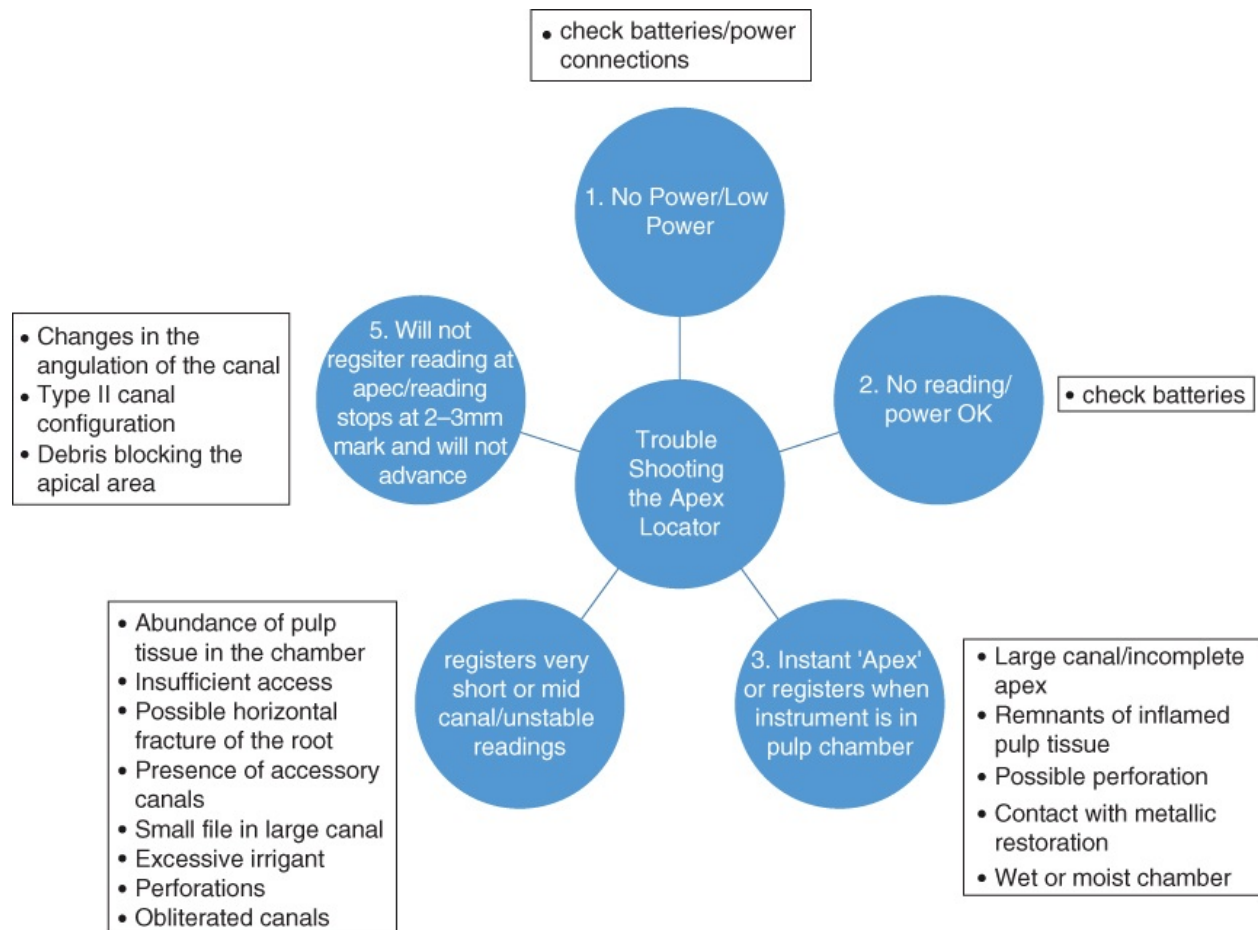 • check batteries/power
connections
1. No Power/Low
Power
• Changes in the
angulation of the canal
• Type II canal
configuration
• Debris blocking the
apical area
5. Will not
regsiter reading at
apec/reading
stops at 2–3mm
mark and will not
advance
2. No reading/
power OK
• check batteries
Trouble
Shooting
the Apex
Locator
• Abundance of pulp
tissue in the chamber
• Insufficient access
• Possible horizontal
fracture of the root
• Presence of accessory
canals
• Small file in large canal
• Excessive irrigant
• Perforations
• Obliterated canals
registers very
short or mid
canal/unstable
readings
3. Instant 'Apex'
or registers when
instrument is in
pulp chamber
• Large canal/incomplete
apex
• Remnants of inflamed
pulp tissue
• Possible perforation
• Contact with metallic
restoration
• Wet or moist chamber